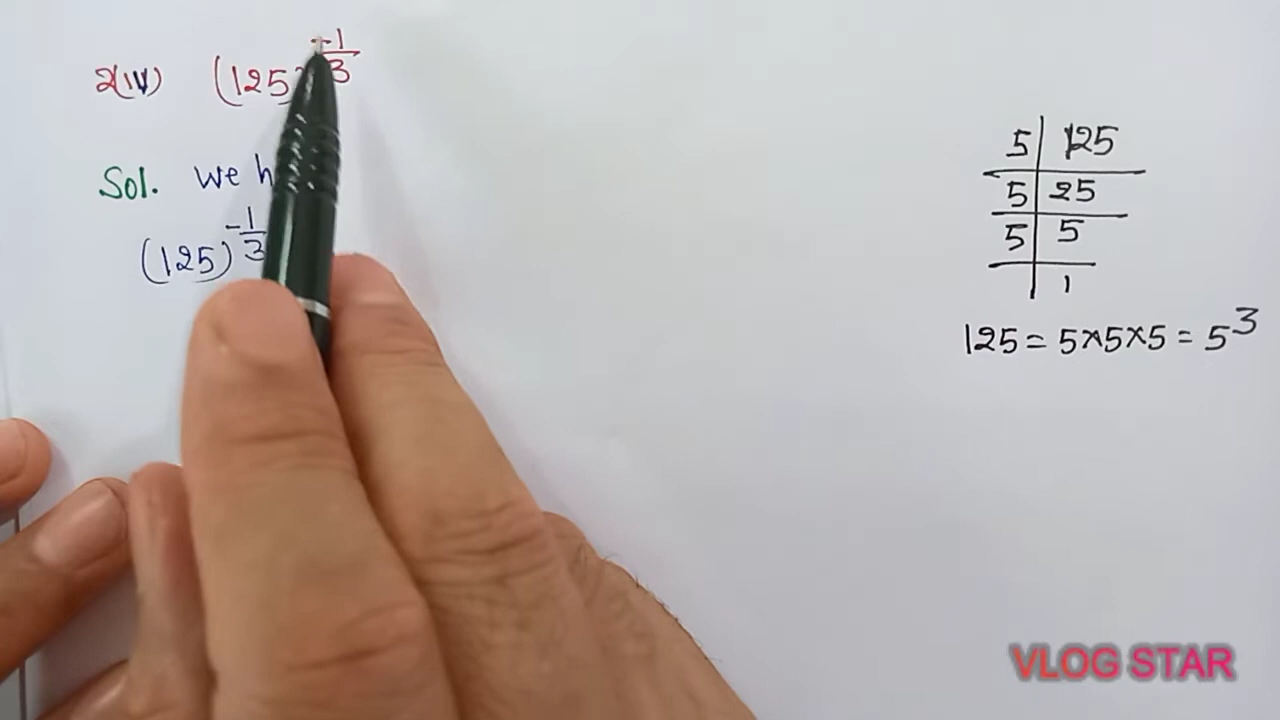 2(iv) (125)^-1/3
Sol. We h
(125)^-1/3
5 | 125
5 | 25
5 | 5
1
125 = 5×5×5 = 5^3
VLOG STAR